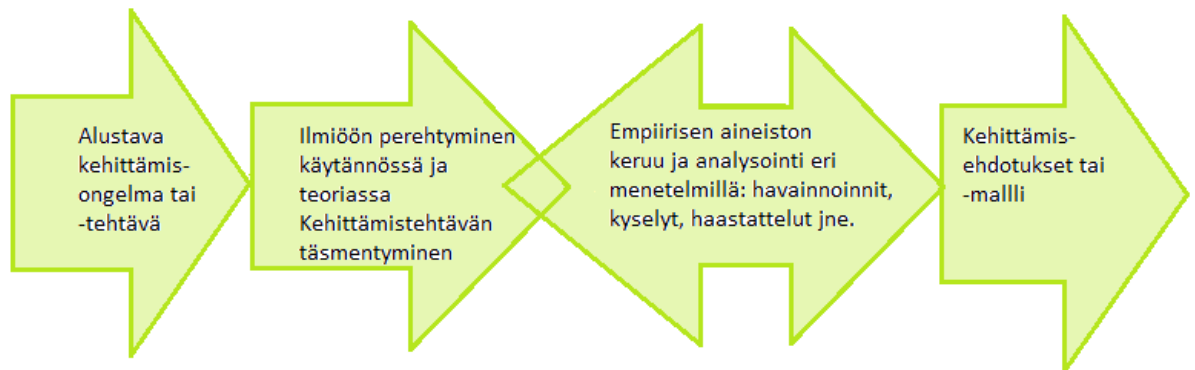 Alustava
kehittämis-
ongelma tai
-tehtävä
Ilmiöön perehtyminen
käytännössä ja
teoriassa
Kehittämistehtävän
täsmentyminen
Empiirisen aineiston
keruu ja analysointi eri
menetelmillä: havainnoinnit,
kyselyt, haastattelut jne.
Kehittämis-
ehdotukset tai
-mallli